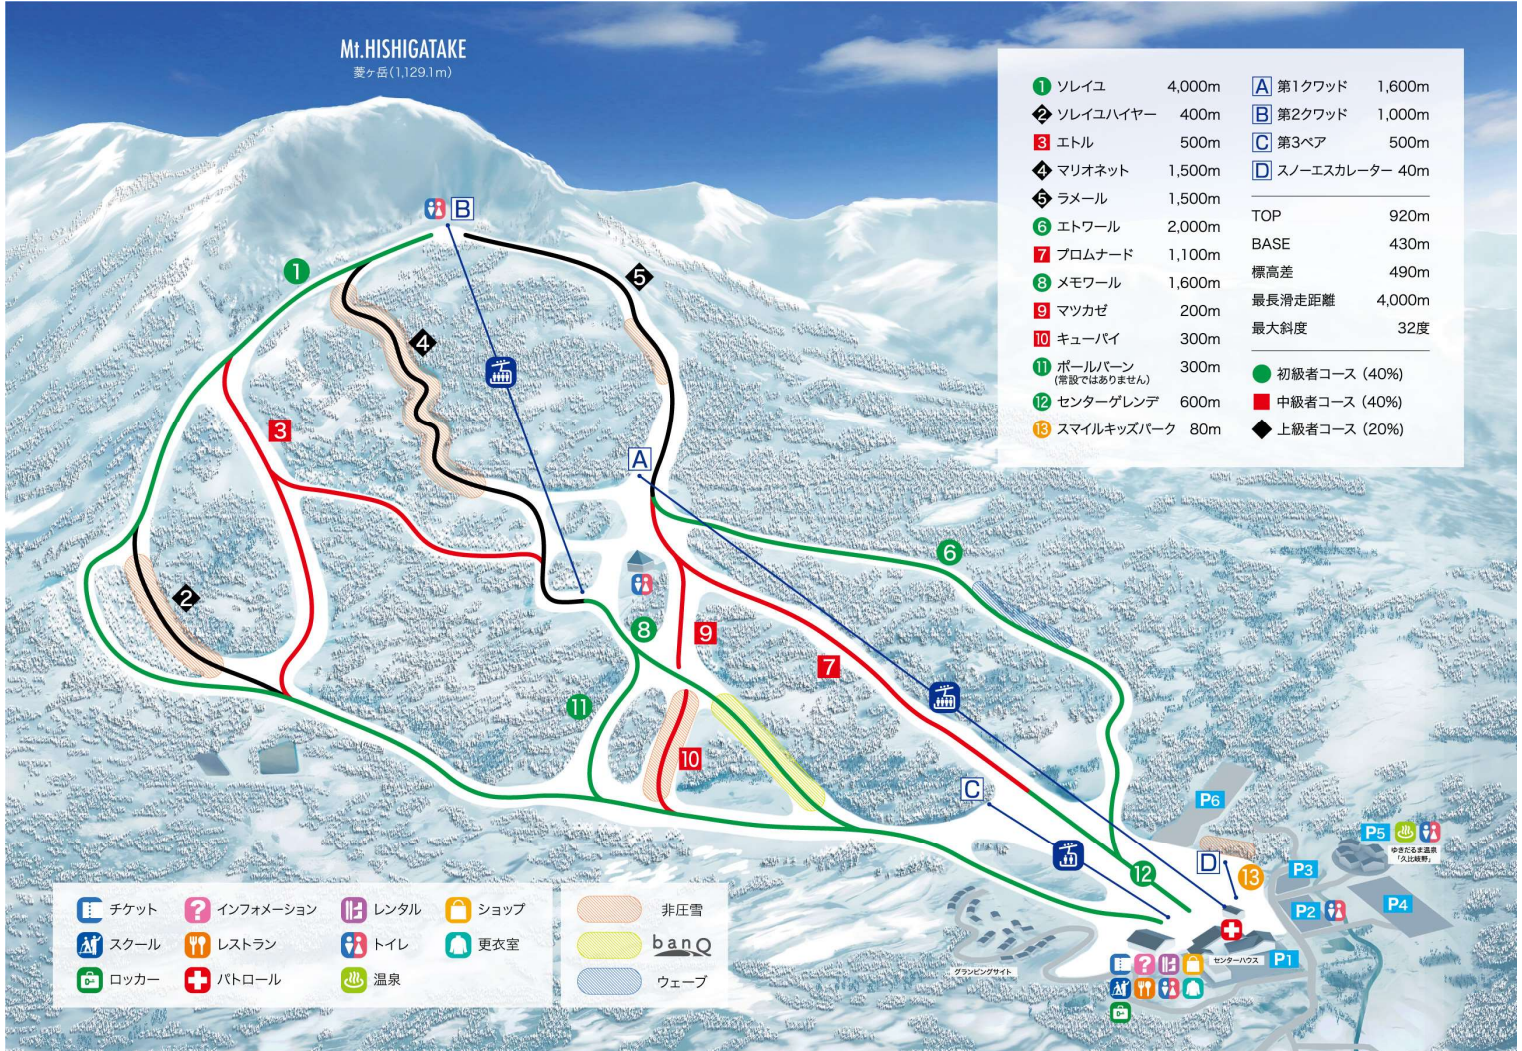 Mt.HISHIGATAKE
菱ヶ岳(1,129.1m)
1 ソレイユ 4,000m
2 ソレイユハイヤー 400m
3 エトル 500m
4 マリオネット 1,500m
5 ラメール 1,500m
6 エトワール 2,000m
7 プロムナード 1,100m
8 メモワール 1,600m
9 マツカゼ 200m
10 キューパイ 300m
11 ポールバーン 300m
(常設ではありません)
12 センターゲレンデ 600m
13 スマイルキッズパーク 80m
A 第1クワッド 1,600m
B 第2クワッド 1,000m
C 第3ペア 500m
D スノーエスカレーター 40m
TOP 920m
BASE 430m
標高差 490m
最長滑走距離 4,000m
最大斜度 32度
初級者コース (40%)
中級者コース (40%)
上級者コース (20%)
B
1
5
4
3
A
6
2
8
9
7
11
10
C
P6
D
13
12
P5
ゆきだるま温泉
「久比岐野」
P3
P2
P4
センターハウス
P1
グランピングサイト
チケット
インフォメーション
レンタル
ショップ
スクール
レストラン
トイレ
更衣室
ロッカー
パトロール
温泉
非圧雪
banQ
ウェーブ